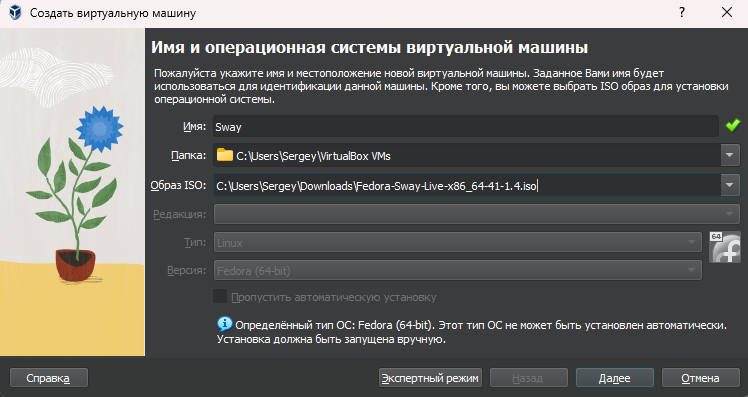 Создать виртуальную машину
? ×
Имя и операционная системы виртуальной машины
Пожалуйста укажите имя и местоположение новой виртуальной машины. Заданное Вами имя будет
использоваться для идентификации данной машины. Кроме того, вы можете выбрать ISO образ для установки
операционной системы.
Имя: Sway
Папка: C:\Users\Sergey\VirtualBox VMs
Образ ISO: C:\Users\Sergey\Downloads\Fedora-Sway-Live-x86_64-41-1.4.iso
Редакция:
Тип: Linux
64
Версия: Fedora (64-bit)
Пропустить автоматическую установку
Определённый тип ОС: Fedora (64-bit). Этот тип ОС не может быть установлен автоматически.
Установка должна быть запущена вручную.
Справка Экспертный режим Назад Далее Отмена